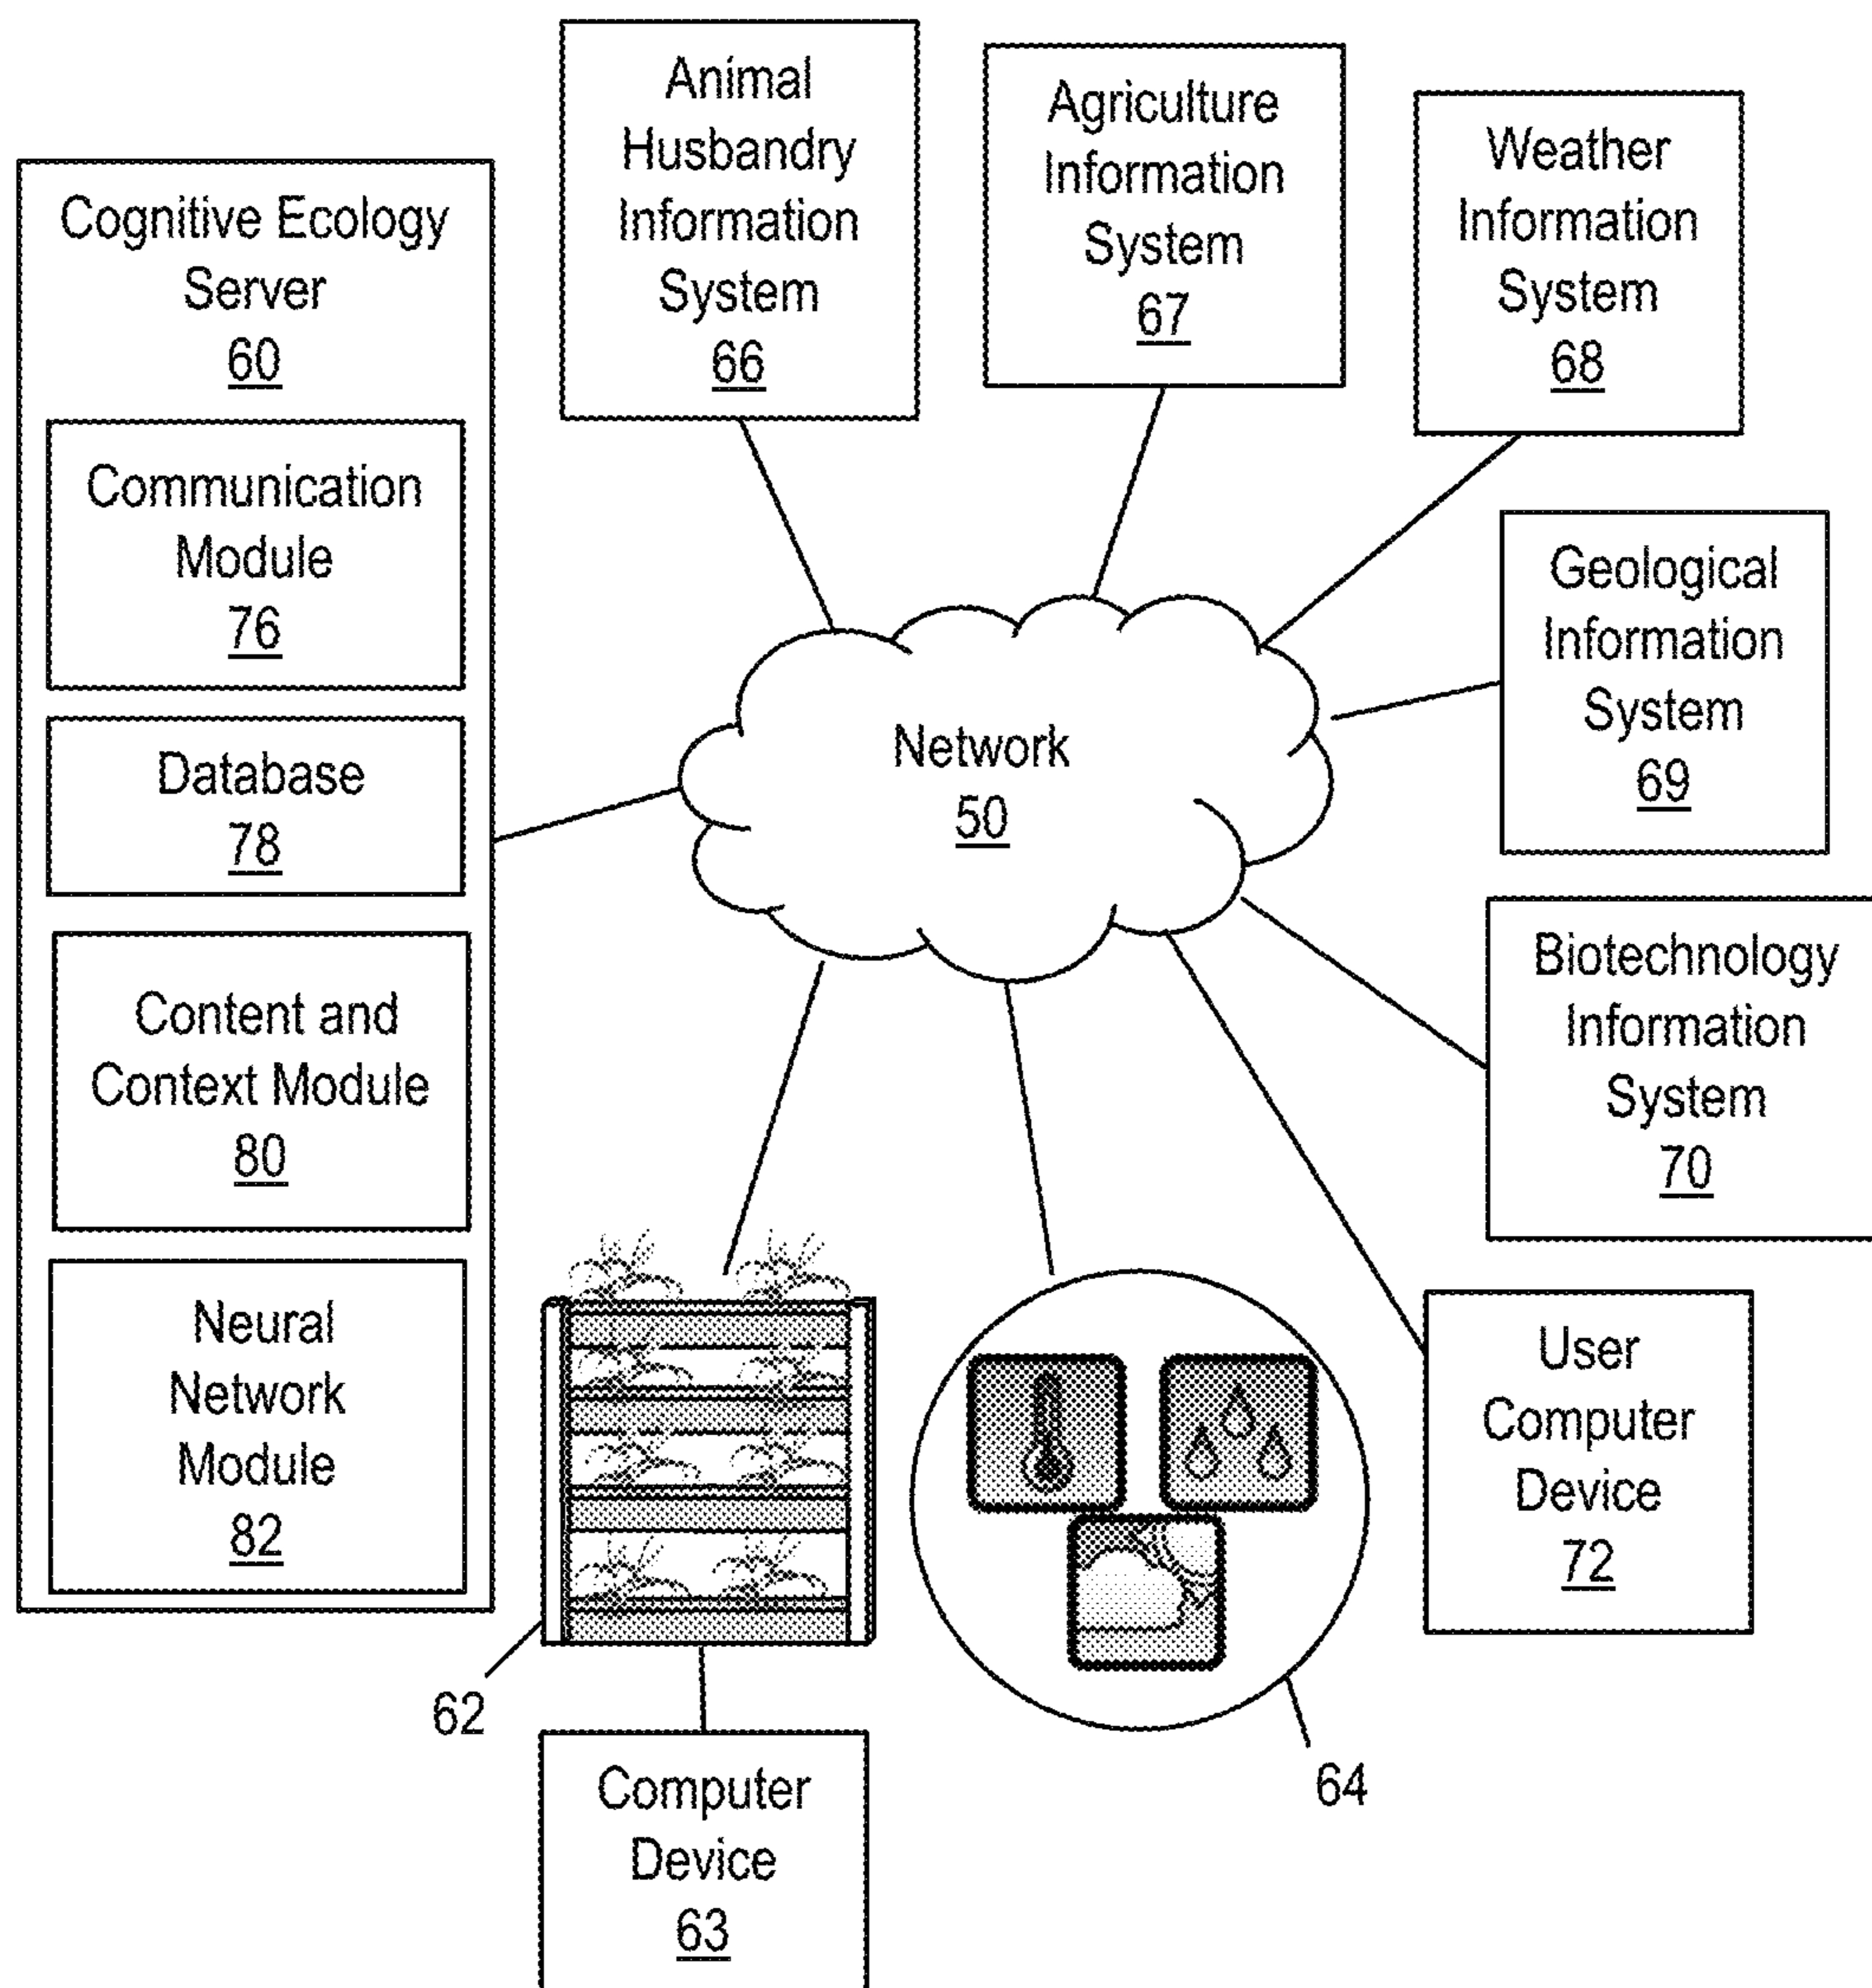 Cognitive Ecology
Server
60
Communication
Module
76
Database
78
Content and
Context Module
80
Neural
Network
Module
82
Animal
Husbandry
Information
System
66
Agriculture
Information
System
67
Weather
Information
System
68
Geological
Information
System
69
Biotechnology
Information
System
70
Network
50
User
Computer
Device
72
62
64
Computer
Device
63